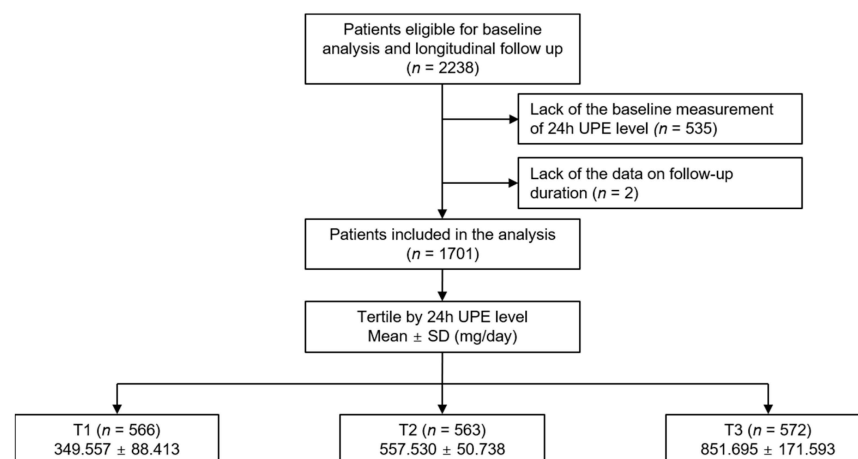 Patients eligible for baseline
analysis and longitudinal follow up
(n = 2238)
Lack of the baseline measurement
of 24h UPE level (n = 535)
Lack of the data on follow-up
duration (n = 2)
Patients included in the analysis
(n = 1701)
Tertile by 24h UPE level
Mean ± SD (mg/day)
T1 (n = 566)
349.557 ± 88.413
T2 (n = 563)
557.530 ± 50.738
T3 (n = 572)
851.695 ± 171.593